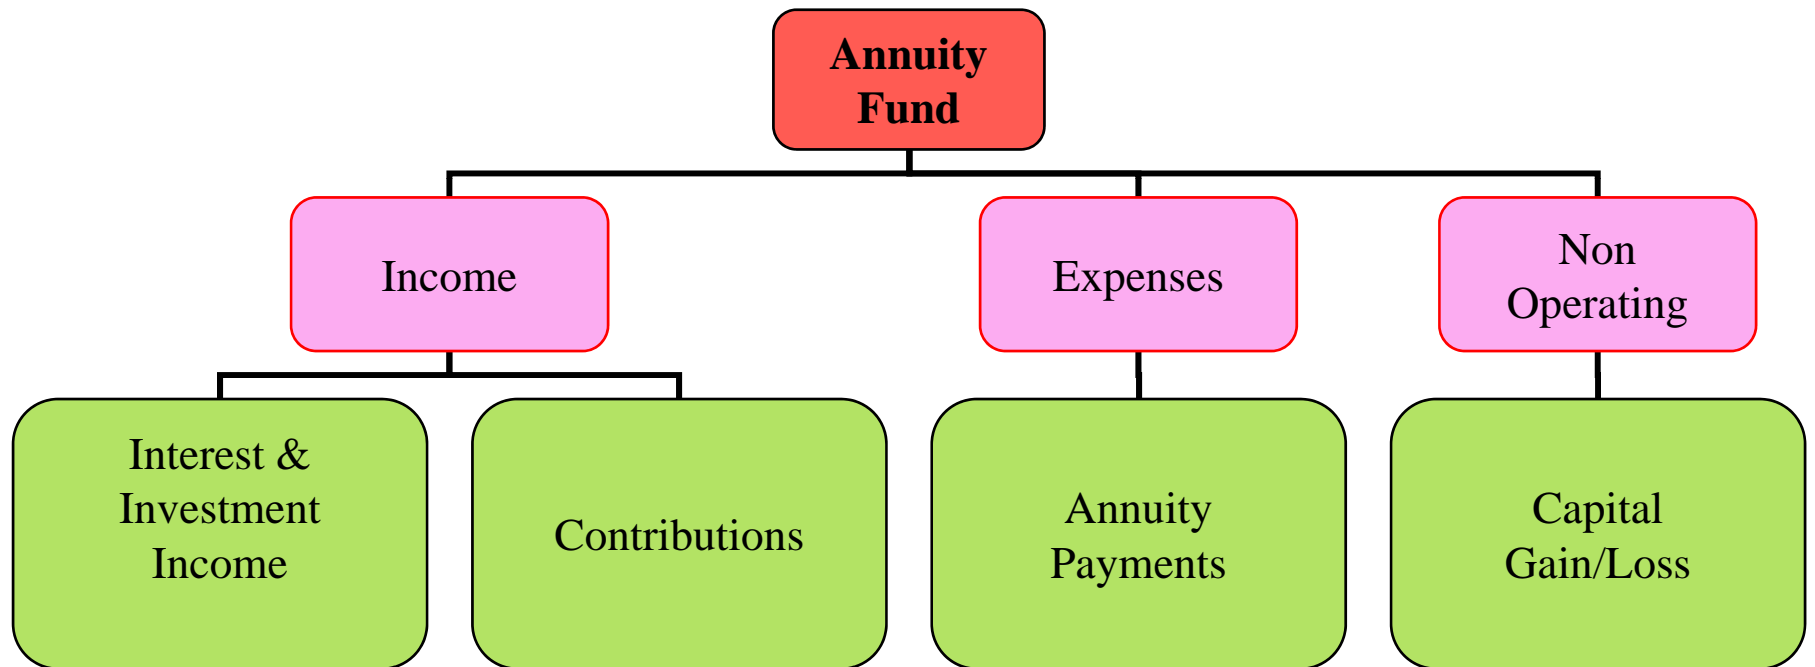 Annuity
Fund
Income
Expenses
Non
Operating
Interest &
Investment
Income
Contributions
Annuity
Payments
Capital
Gain/Loss